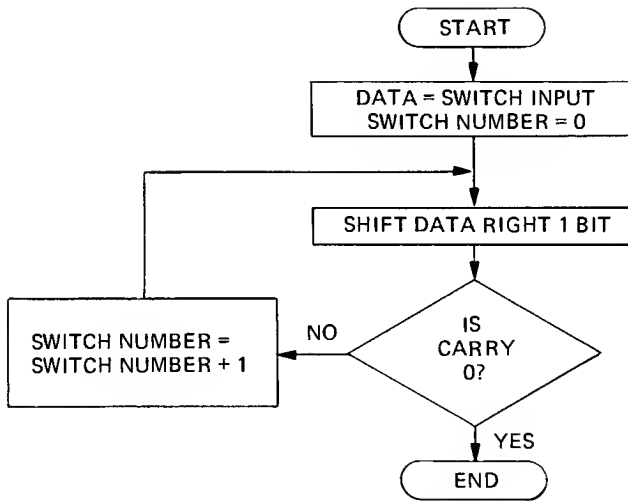 START
DATA = SWITCH INPUT
SWITCH NUMBER = 0
SHIFT DATA RIGHT 1 BIT
IS
CARRY
0?
NO
SWITCH NUMBER =
SWITCH NUMBER + 1
YES
END